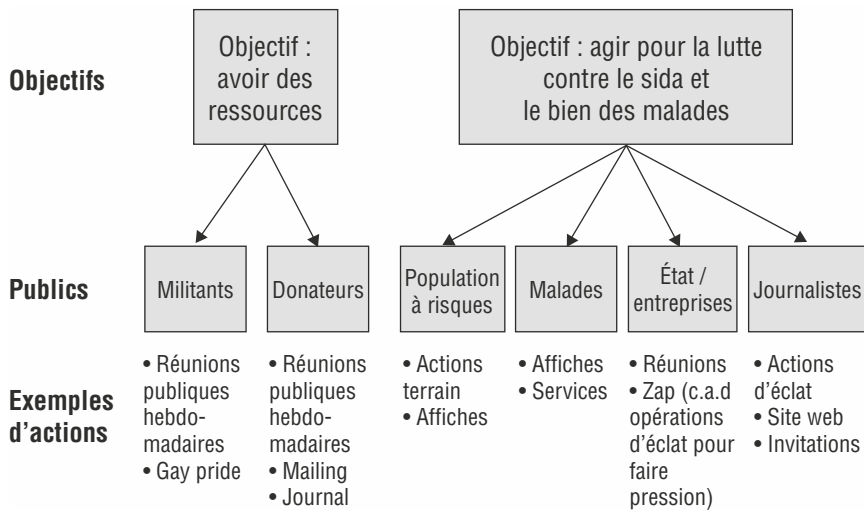 Objectifs
Objectif :
avoir des
ressources
Objectif : agir pour la lutte
contre le sida et
le bien des malades
Publics
Militants
Donateurs
Population
à risques
Malades
État /
entreprises
Journalistes
Exemples
d’actions
• Réunions
publiques
hebdo-
madaires
• Gay pride
• Réunions
publiques
hebdo-
madaires
• Mailing
• Journal
• Actions
terrain
• Affiches
• Affiches
• Services
• Réunions
• Zap (c.a.d
opérations
d’éclat pour
faire
pression)
• Actions
d’éclat
• Site web
• Invitations